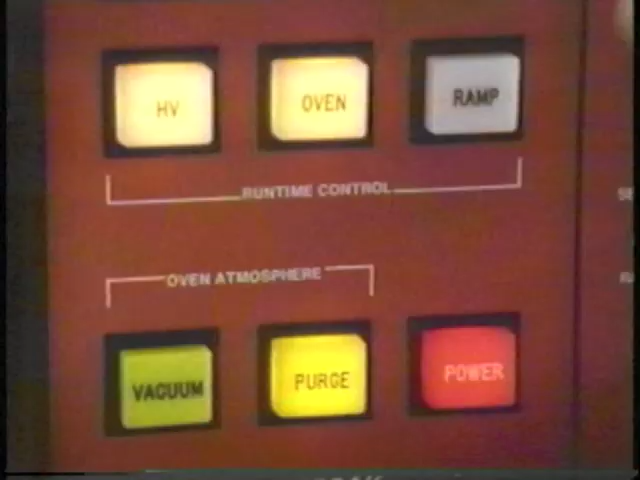 HV OVEN RAMP
RUNTIME CONTROL
OVEN ATMOSPHERE
VACUUM PURGE POWER